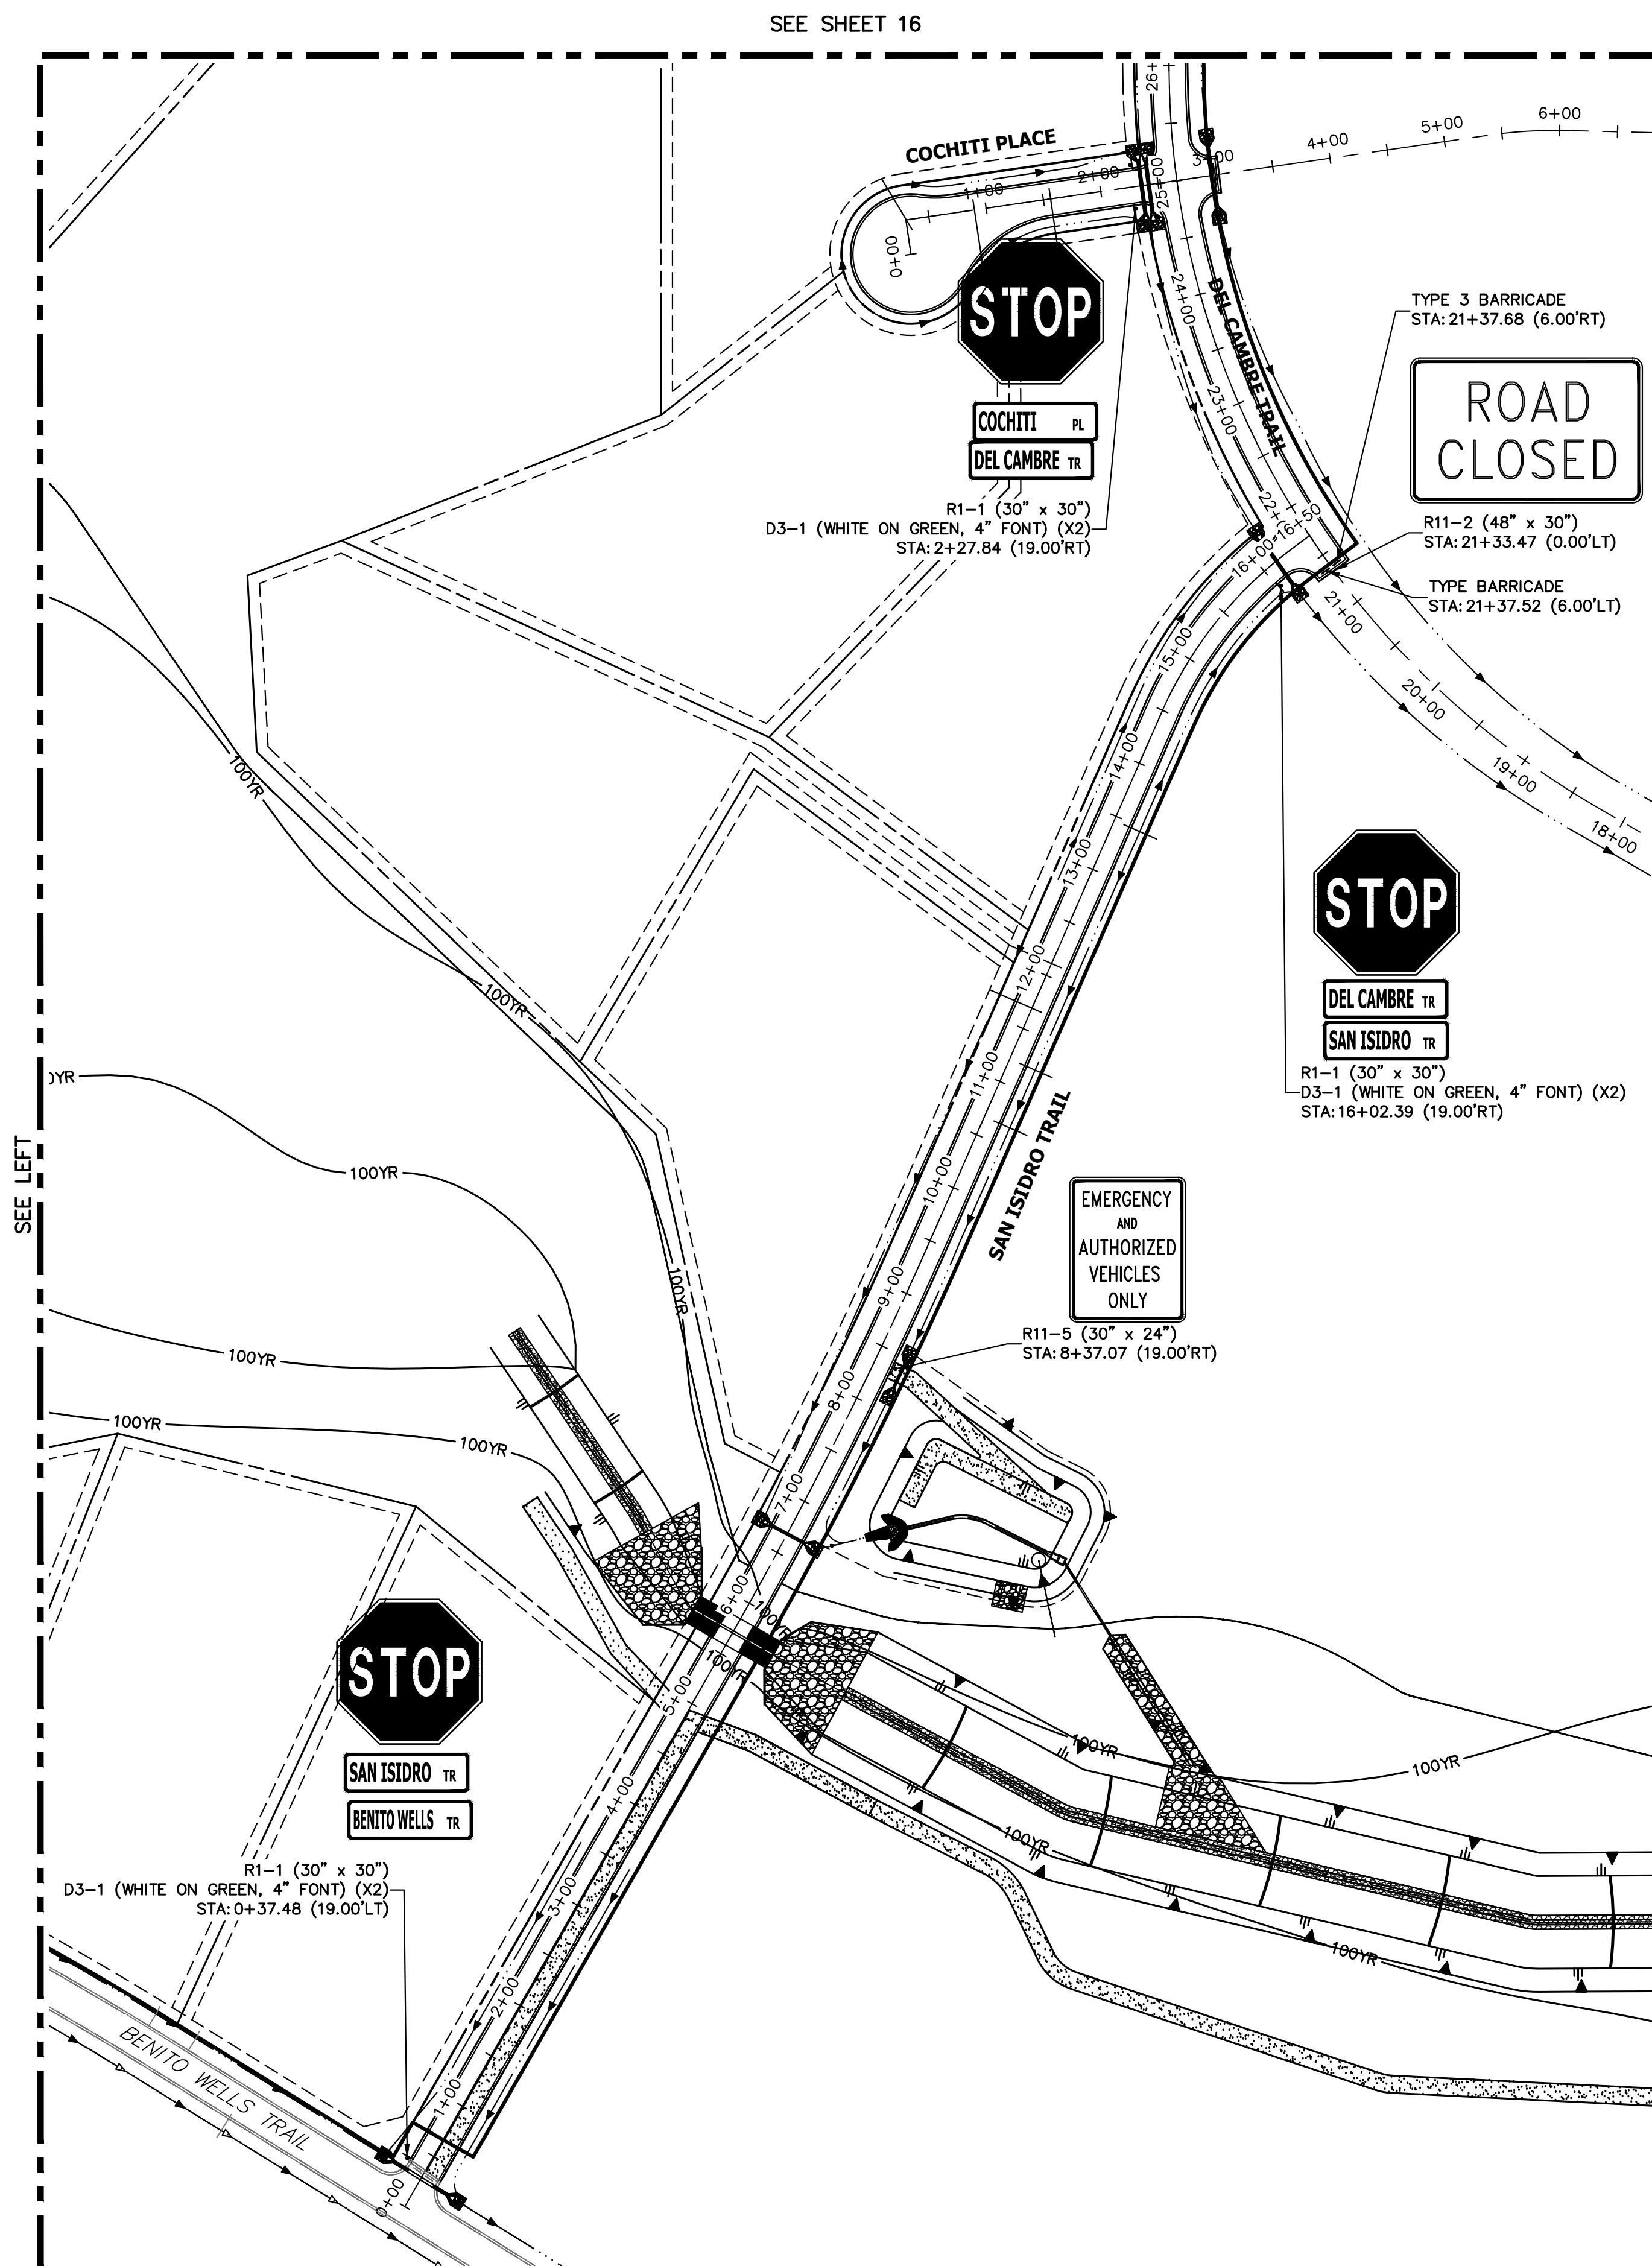 SEE SHEET 16
SEE LEFT
26+
COCHITI PLACE
0+00
1+00
2+00
3+00
4+00
5+00
6+00
25+00
24+00
DEL CAMBRE TRAIL
23+00
STOP
COCHITI PL
DEL CAMBRE TR
R1-1 (30" x 30")
D3-1 (WHITE ON GREEN, 4" FONT) (X2)
STA: 2+27.84 (19.00'RT)
TYPE 3 BARRICADE
STA: 21+37.68 (6.00'RT)
ROAD
CLOSED
R11-2 (48" x 30")
STA: 21+33.47 (0.00'LT)
TYPE BARRICADE
STA: 21+37.52 (6.00'LT)
16+50
16+00
21+00
20+00
19+00
18+00
15+00
14+00
13+00
12+00
11+00
10+00
9+00
8+00
7+00
6+00
5+00
4+00
3+00
2+00
1+00
0+00
STOP
DEL CAMBRE TR
SAN ISIDRO TR
R1-1 (30" x 30")
D3-1 (WHITE ON GREEN, 4" FONT) (X2)
STA: 16+02.39 (19.00'RT)
SAN ISIDRO TRAIL
EMERGENCY
AND
AUTHORIZED
VEHICLES
ONLY
R11-5 (30" x 24")
STA: 8+37.07 (19.00'RT)
100YR
100YR
100YR
100YR
100YR
100YR
100YR
100YR
100YR
100YR
100YR
100YR
100YR
STOP
SAN ISIDRO TR
BENITO WELLS TR
R1-1 (30" x 30")
D3-1 (WHITE ON GREEN, 4" FONT) (X2)
STA: 0+37.48 (19.00'LT)
BENITO WELLS TRAIL